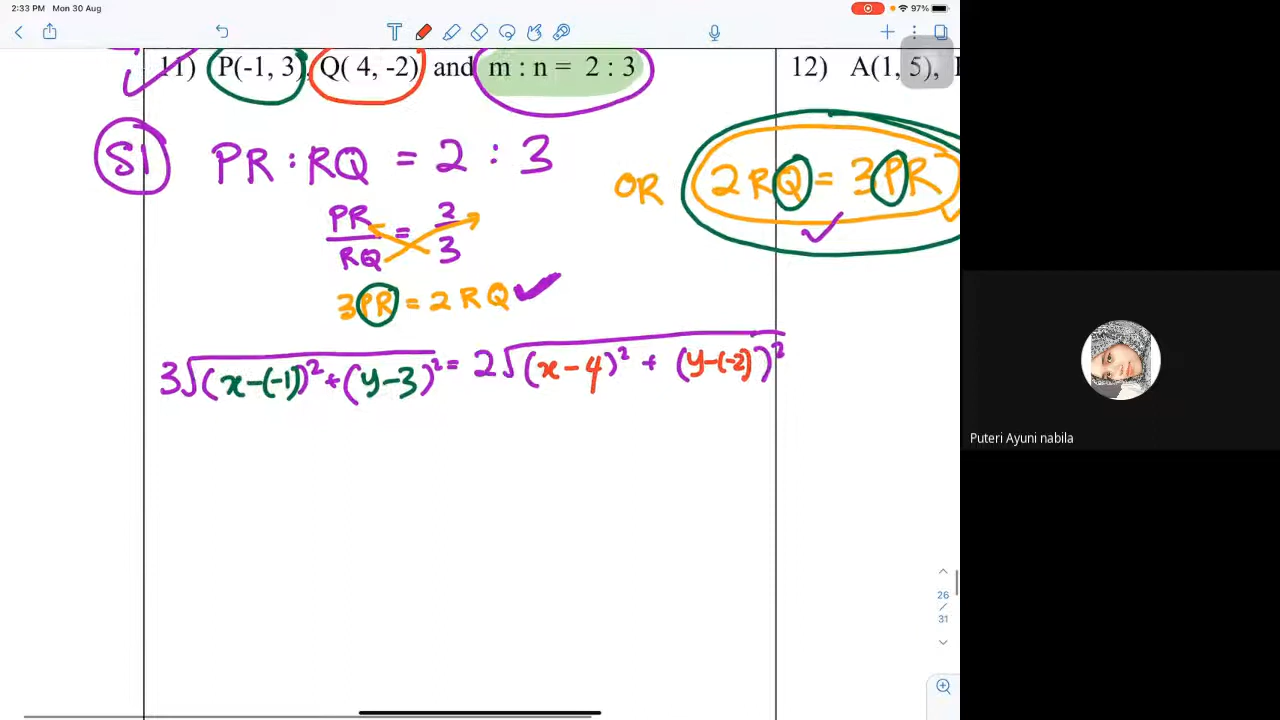 2:33 PM Mon 30 Aug
97%
T
11) P(-1, 3), Q( 4, -2) and m : n = 2 : 3
12) A(1, 5),
S1
PR : RQ = 2 : 3
OR 2RQ = 3PR
PR/RQ = 2/3
3PR = 2RQ
3√(x-(-1))² + (y-3)² = 2√(x-4)² + (y-(-2))²
Puteri Ayuni nabila
26
/
31